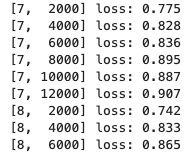 [7,  2000] loss: 0.775
[7,  4000] loss: 0.828
[7,  6000] loss: 0.836
[7,  8000] loss: 0.895
[7, 10000] loss: 0.887
[7, 12000] loss: 0.907
[8,  2000] loss: 0.742
[8,  4000] loss: 0.833
[8,  6000] loss: 0.865